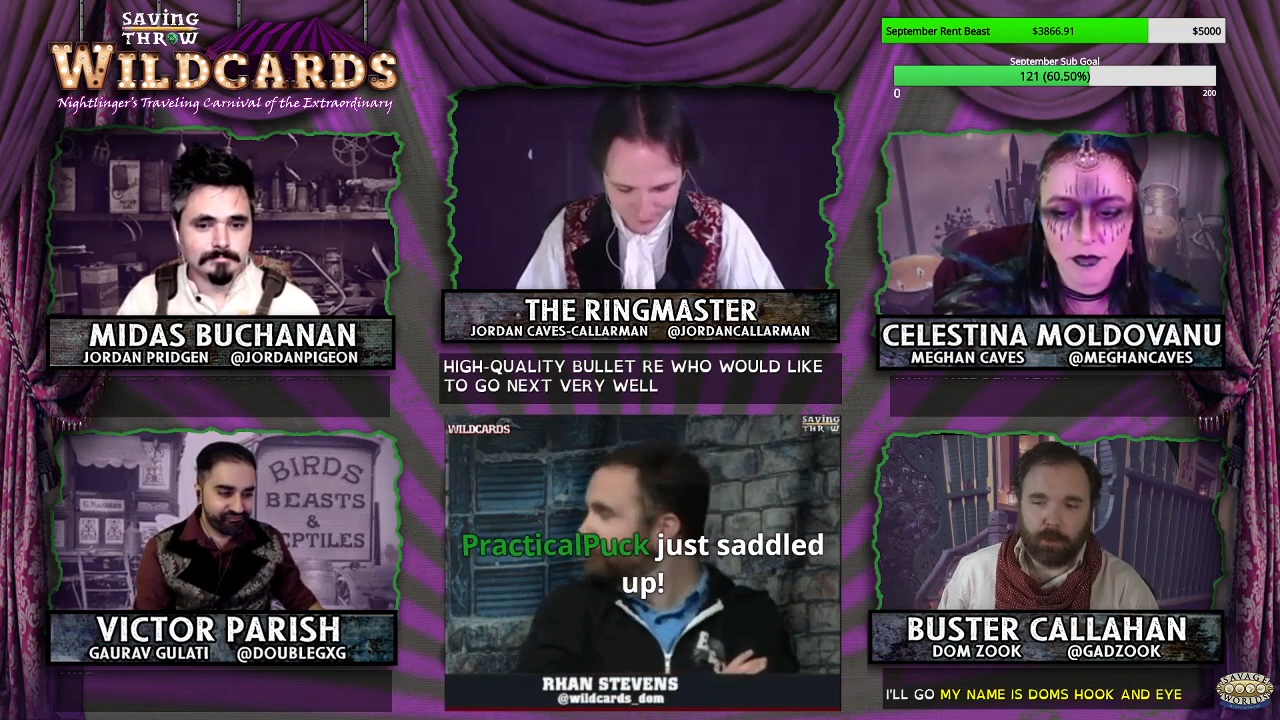 SAVING
THROW
WILDCARDS
Nightlinger's Traveling Carnival of the Extraordinary
September Rent Beast $3866.91 $5000
September Sub Goal
121 (60.50%)
0 200
MIDAS BUCHANAN
JORDAN PRIDGEN @JORDANPIGEON
THE RINGMASTER
JORDAN CAVES-CALLARMAN @JORDANCALLARMAN
HIGH-QUALITY BULLET RE WHO WOULD LIKE
TO GO NEXT VERY WELL
CELESTINA MOLDOVANU
MEGHAN CAVES @MEGHANCAVES
BIRDS
BEASTS
&
EPTILES
VICTOR PARISH
GAURAV GULATI @DOUBLEGXG
WILDCARDS
SAVING
THROW
PracticalPuck just saddled
up!
RHAN STEVENS
@wildcards_dom
BUSTER CALLAHAN
DOM ZOOK @GADZOOK
I'LL GO MY NAME IS DOMS HOOK AND EYE
SAVAGE
WORLDS